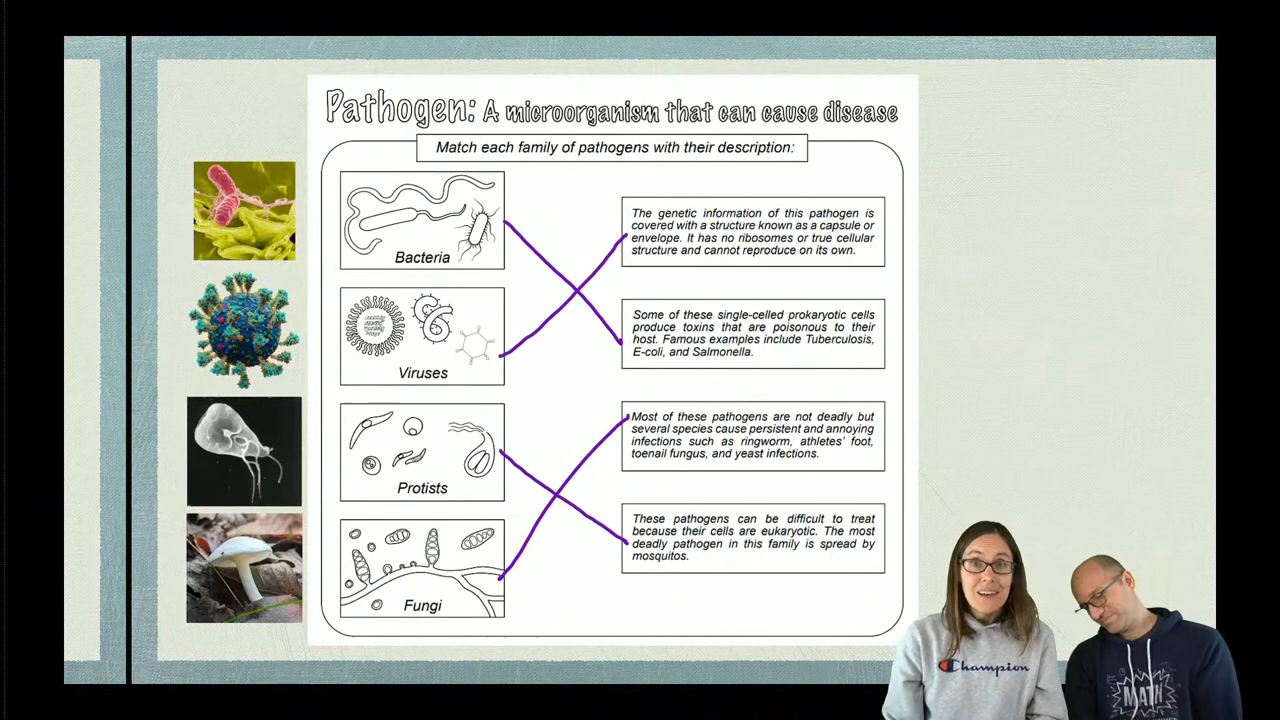 Pathogen: A microorganism that can cause disease
Match each family of pathogens with their description:
Bacteria
The genetic information of this pathogen is
covered with a structure known as a capsule or
envelope. It has no ribosomes or true cellular
structure and cannot reproduce on its own.
Viruses
Some of these single-celled prokaryotic cells
produce toxins that are poisonous to their
host. Famous examples include Tuberculosis,
E-coli, and Salmonella.
Protists
Most of these pathogens are not deadly but
several species cause persistent and annoying
infections such as ringworm, athletes' foot,
toenail fungus, and yeast infections.
Fungi
These pathogens can be difficult to treat
because their cells are eukaryotic. The most
deadly pathogen in this family is spread by
mosquitos.
Champion
MATH